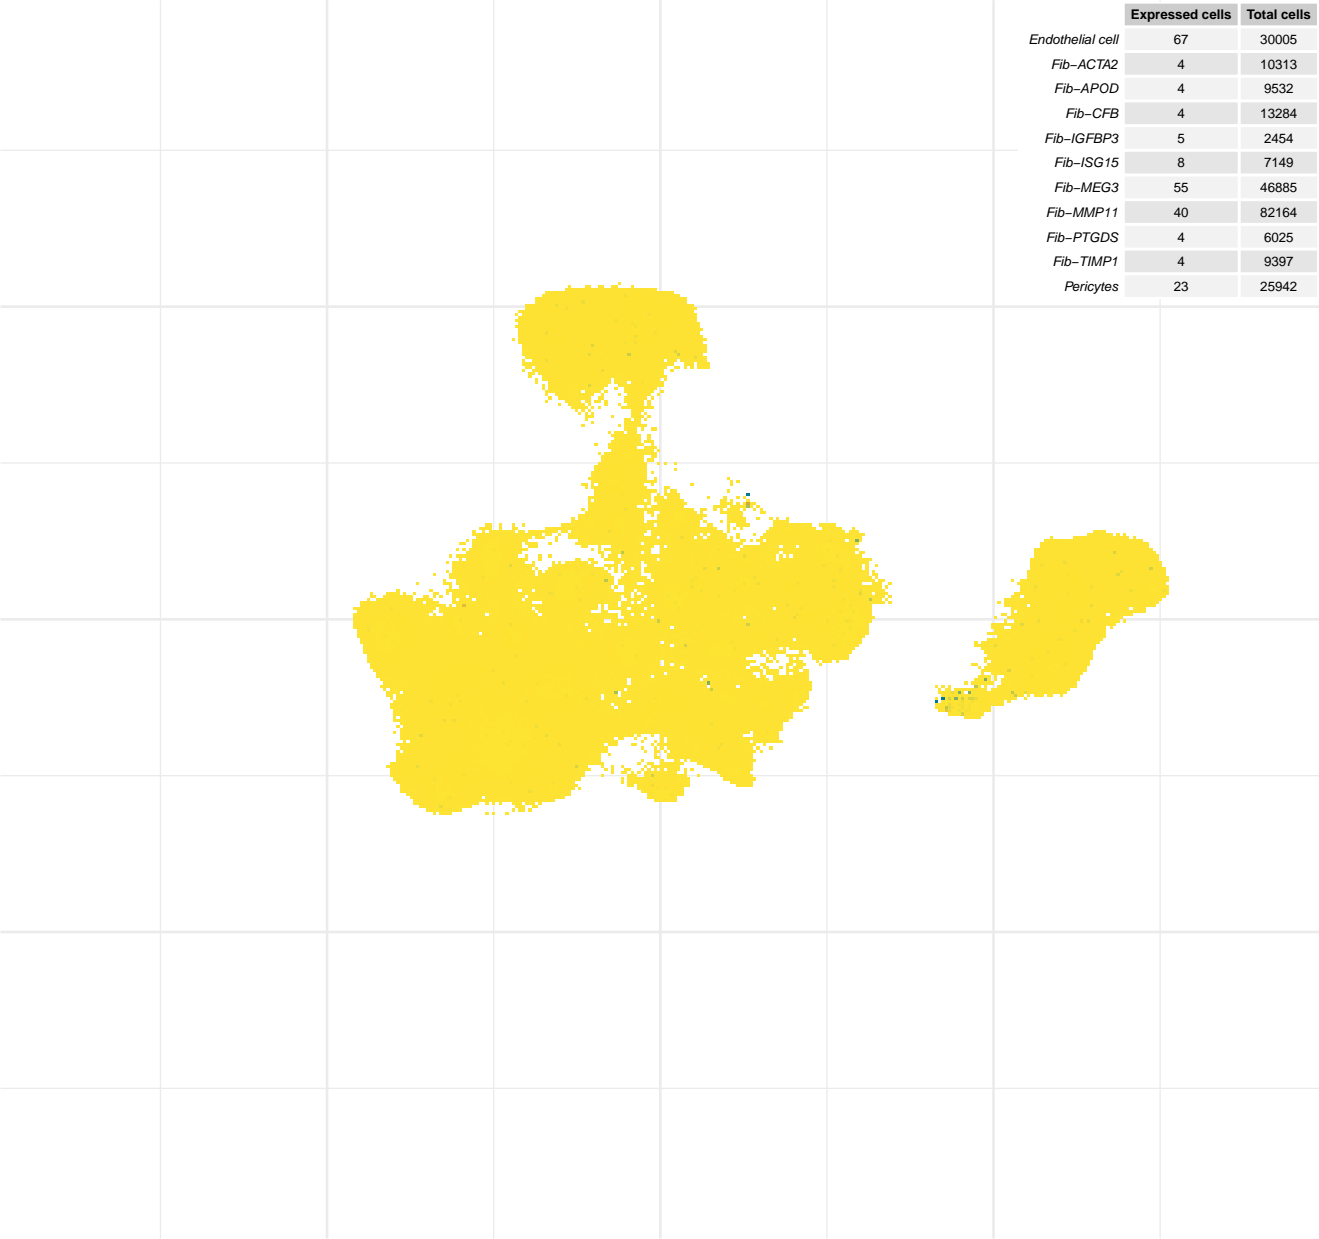 Expressed cells Total cells
Endothelial cell 67 30005
Fib−ACTA2 4 10313
Fib−APOD 4 9532
Fib−CFB 4 13284
Fib−IGFBP3 5 2454
Fib−ISG15 8 7149
Fib−MEG3 55 46885
Fib−MMP11 40 82164
Fib−PTGDS 4 6025
Fib−TIMP1 4 9397
Pericytes 23 25942